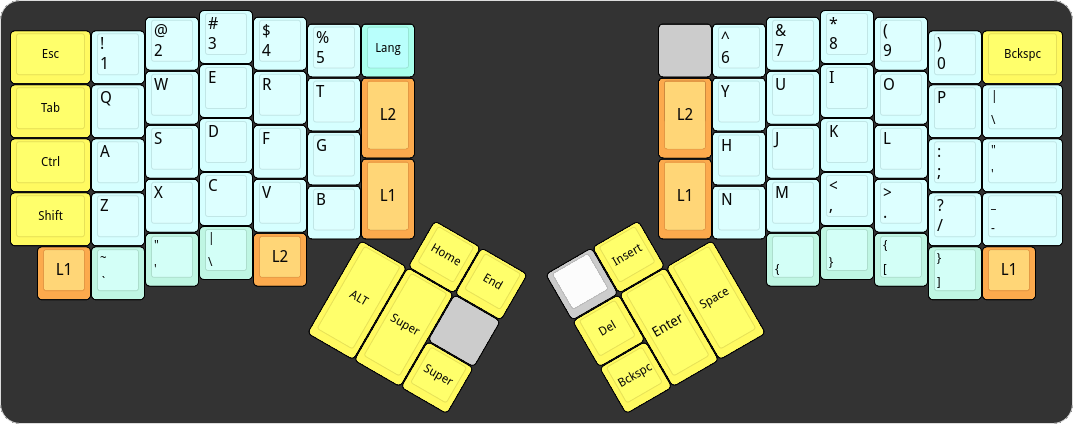 Esc ! 1 @ 2 # 3 $ 4 % 5 Lang
^ 6 & 7 * 8 ( 9 ) 0 Bckspc
Tab Q W E R T L2
L2 Y U I O P | \
Ctrl A S D F G
H J K L : ; " '
Shift Z X C V B L1
L1 N M < , > . ? / _ -
L1 ~ ` " ' | \ L2
{ } { [ } ] L1
Home End
ALT Super
Super
Insert
Del Enter Space
Bckspc